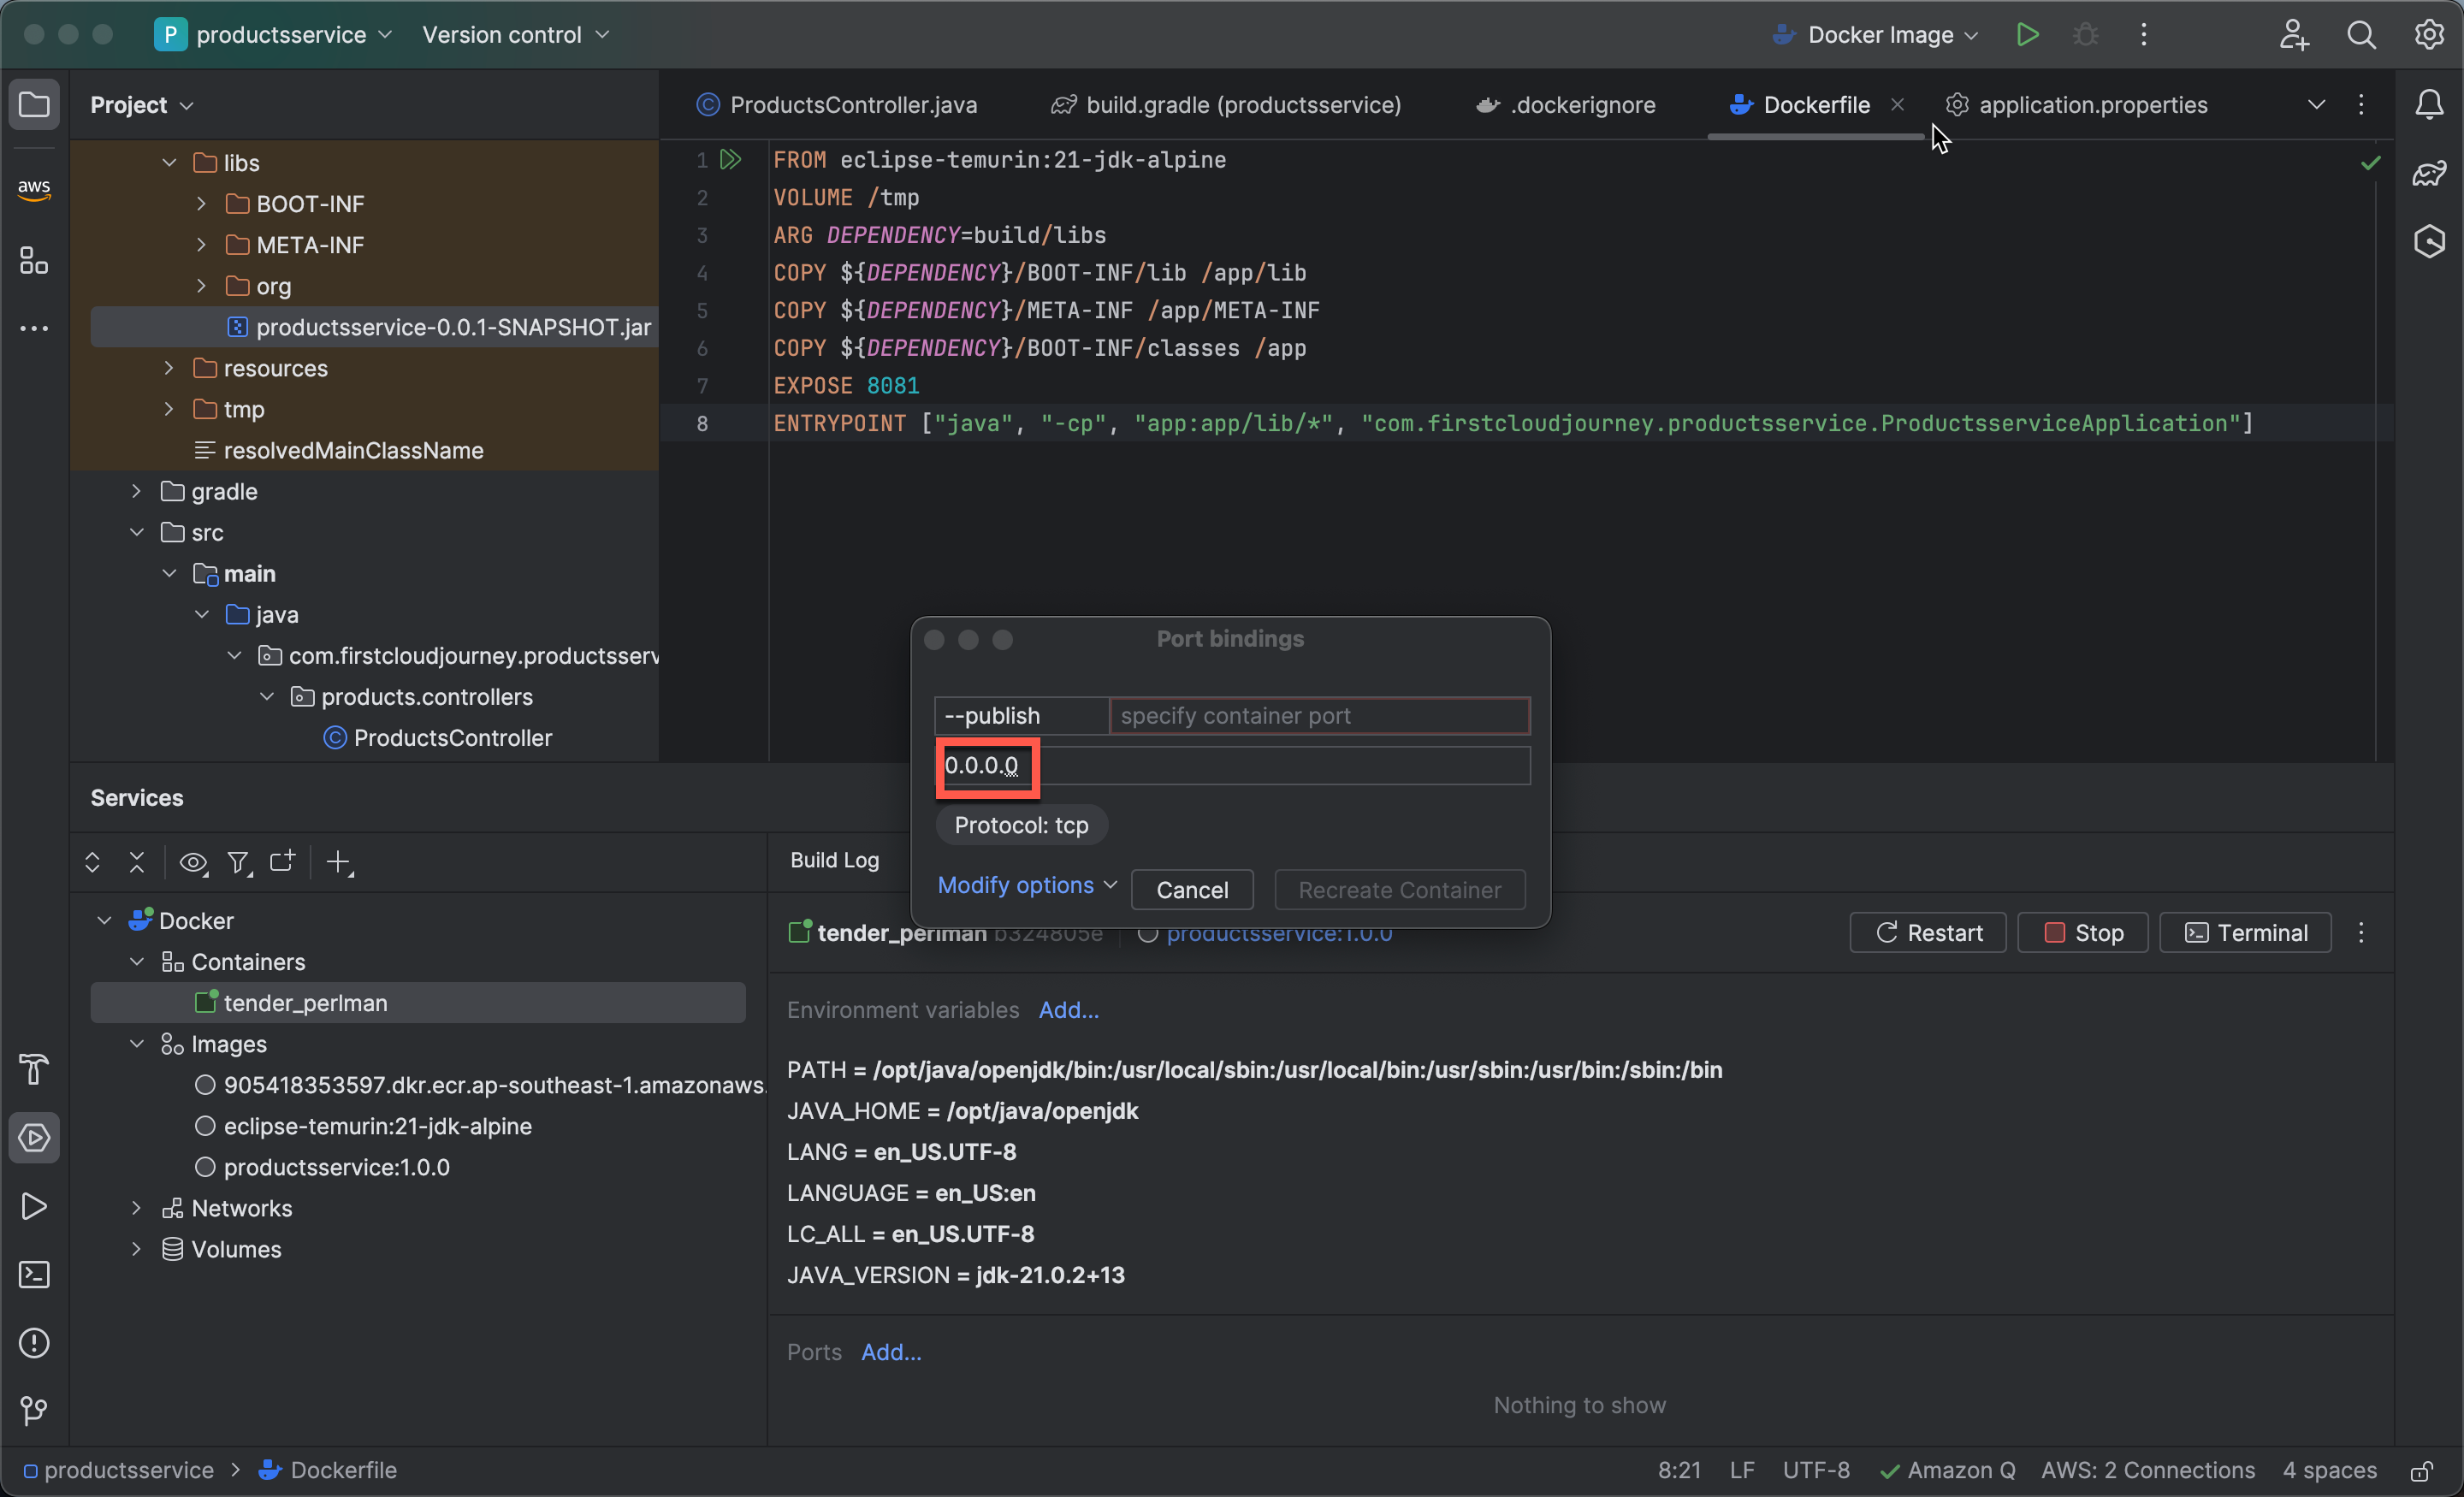 P productsservice Version control Docker Image
Project
ProductsController.java build.gradle (productsservice) .dockerignore Dockerfile application.properties
aws
libs
BOOT-INF
META-INF
org
productsservice-0.0.1-SNAPSHOT.jar
resources
tmp
resolvedMainClassName
gradle
src
main
java
com.firstcloudjourney.productsserv
products.controllers
C ProductsController
1 FROM eclipse-temurin:21-jdk-alpine
2 VOLUME /tmp
3 ARG DEPENDENCY=build/libs
4 COPY ${DEPENDENCY}/BOOT-INF/lib /app/lib
5 COPY ${DEPENDENCY}/META-INF /app/META-INF
6 COPY ${DEPENDENCY}/BOOT-INF/classes /app
7 EXPOSE 8081
8 ENTRYPOINT ["java", "-cp", "app:app/lib/*", "com.firstcloudjourney.productsservice.ProductsserviceApplication"]
Port bindings
--publish specify container port
0.0.0.0
Protocol: tcp
Modify options Cancel Recreate Container
Services
Docker
Containers
tender_perlman
Images
905418353597.dkr.ecr.ap-southeast-1.amazonaws.
eclipse-temurin:21-jdk-alpine
productsservice:1.0.0
Networks
Volumes
Build Log
tender_perlman b324805e productsservice:1.0.0 Restart Stop Terminal
Environment variables Add...
PATH = /opt/java/openjdk/bin:/usr/local/sbin:/usr/local/bin:/usr/sbin:/usr/bin:/sbin:/bin
JAVA_HOME = /opt/java/openjdk
LANG = en_US.UTF-8
LANGUAGE = en_US:en
LC_ALL = en_US.UTF-8
JAVA_VERSION = jdk-21.0.2+13
Ports Add...
Nothing to show
productsservice > Dockerfile 8:21 LF UTF-8 Amazon Q AWS: 2 Connections 4 spaces